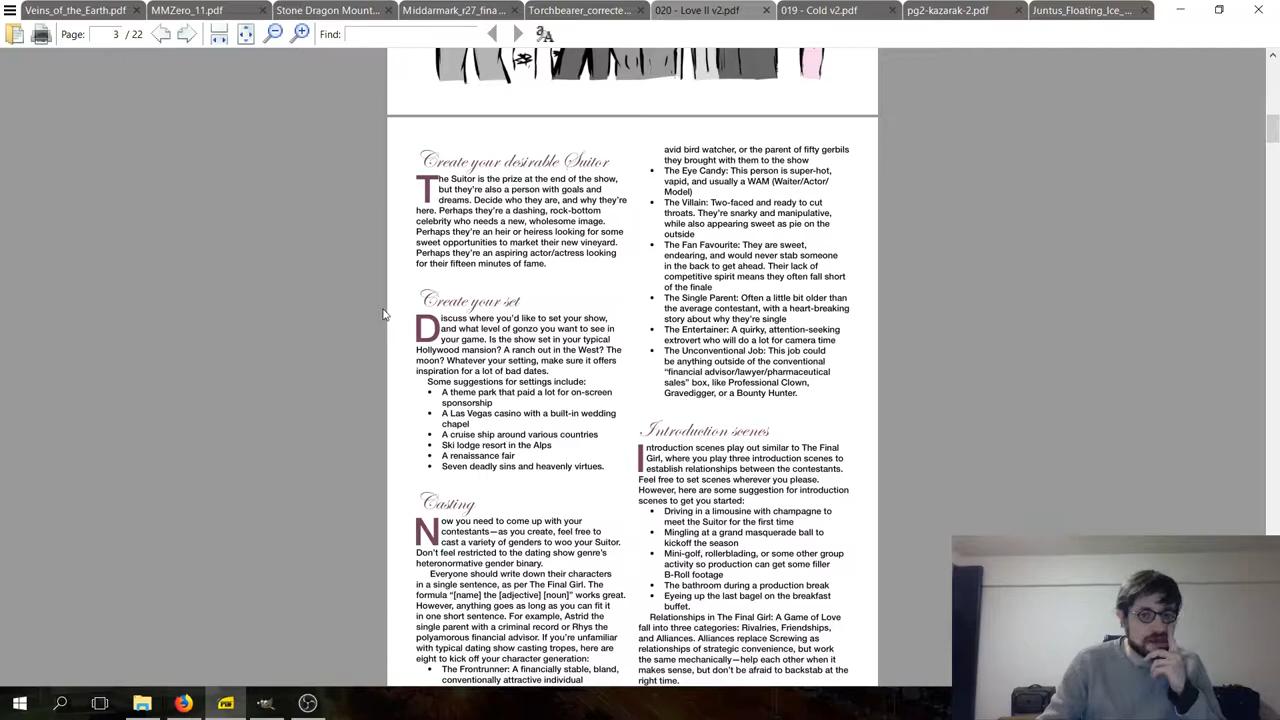 Veins_of_the_Earth.pdf
MMZero_11.pdf
Stone Dragon Mount...
Middarmark_r27_fina...
Torchbearer_correcte...
020 - Love II v2.pdf
019 - Cold v2.pdf
pg2-kazarak-2.pdf
Juntus_Floating_Ice_...
Page: 3 / 22
Find:
Create your desirable Suitor
The Suitor is the prize at the end of the show,
but they're also a person with goals and
dreams. Decide who they are, and why they're
here. Perhaps they're a dashing, rock-bottom
celebrity who needs a new, wholesome image.
Perhaps they're an heir or heiress looking for some
sweet opportunities to market their new vineyard.
Perhaps they're an aspiring actor/actress looking
for their fifteen minutes of fame.
Create your set
Discuss where you'd like to set your show,
and what level of gonzo you want to see in
your game. Is the show set in your typical
Hollywood mansion? A ranch out in the West? The
moon? Whatever your setting, make sure it offers
inspiration for a lot of bad dates.
Some suggestions for settings include:
• A theme park that paid a lot for on-screen
sponsorship
• A Las Vegas casino with a built-in wedding
chapel
• A cruise ship around various countries
• Ski lodge resort in the Alps
• A renaissance fair
• Seven deadly sins and heavenly virtues.
Casting
Now you need to come up with your
contestants—as you create, feel free to
cast a variety of genders to woo your Suitor.
Don't feel restricted to the dating show genre's
heteronormative gender binary.
Everyone should write down their characters
in a single sentence, as per The Final Girl. The
formula "[name] the [adjective] [noun]" works great.
However, anything goes as long as you can fit it
in one short sentence. For example, Astrid the
single parent with a criminal record or Rhys the
polyamorous financial advisor. If you're unfamiliar
with typical dating show casting tropes, here are
eight to kick off your character generation:
• The Frontrunner: A financially stable, bland,
conventionally attractive individual
avid bird watcher, or the parent of fifty gerbils
they brought with them to the show
• The Eye Candy: This person is super-hot,
vapid, and usually a WAM (Waiter/Actor/
Model)
• The Villain: Two-faced and ready to cut
throats. They're snarky and manipulative,
while also appearing sweet as pie on the
outside
• The Fan Favourite: They are sweet,
endearing, and would never stab someone
in the back to get ahead. Their lack of
competitive spirit means they often fall short
of the finale
• The Single Parent: Often a little bit older than
the average contestant, with a heart-breaking
story about why they're single
• The Entertainer: A quirky, attention-seeking
extrovert who will do a lot for camera time
• The Unconventional Job: This job could
be anything outside of the conventional
"financial advisor/lawyer/pharmaceutical
sales" box, like Professional Clown,
Gravedigger, or a Bounty Hunter.
Introduction scenes
Introduction scenes play out similar to The Final
Girl, where you play three introduction scenes to
establish relationships between the contestants.
Feel free to set scenes wherever you please.
However, here are some suggestion for introduction
scenes to get you started:
• Driving in a limousine with champagne to
meet the Suitor for the first time
• Mingling at a grand masquerade ball to
kickoff the season
• Mini-golf, rollerblading, or some other group
activity so production can get some filler
B-Roll footage
• The bathroom during a production break
• Eyeing up the last bagel on the breakfast
buffet.
Relationships in The Final Girl: A Game of Love
fall into three categories: Rivalries, Friendships,
and Alliances. Alliances replace Screwing as
relationships of strategic convenience, but work
the same mechanically—help each other when it
makes sense, but don't be afraid to backstab at the
right time.